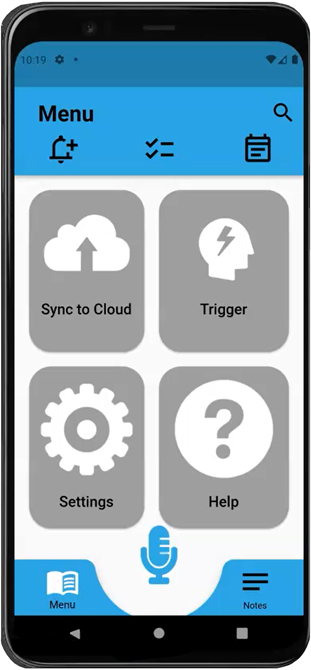 10:19
Menu
Sync to Cloud
Trigger
Settings
?
Help
Menu
Notes